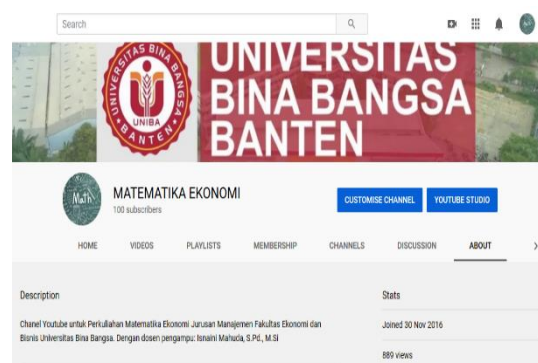 Search
UNIVERSITAS BINA BANGSA
UNIBA
BANTEN
UNIVERSITAS
BINA BANGSA
BANTEN
Math
MATEMATIKA EKONOMI
100 subscribers
CUSTOMISE CHANNEL
YOUTUBE STUDIO
HOME VIDEOS PLAYLISTS MEMBERSHIP CHANNELS DISCUSSION ABOUT
Description
Chanel Youtube untuk Perkuliahan Matematika Ekonomi Jurusan Manajemen Fakultas Ekonomi dan
Bisnis Universitas Bina Bangsa. Dengan dosen pengampu: Isnaini Mahuda, S.Pd., M.Si
Stats
Joined 30 Nov 2016
889 views